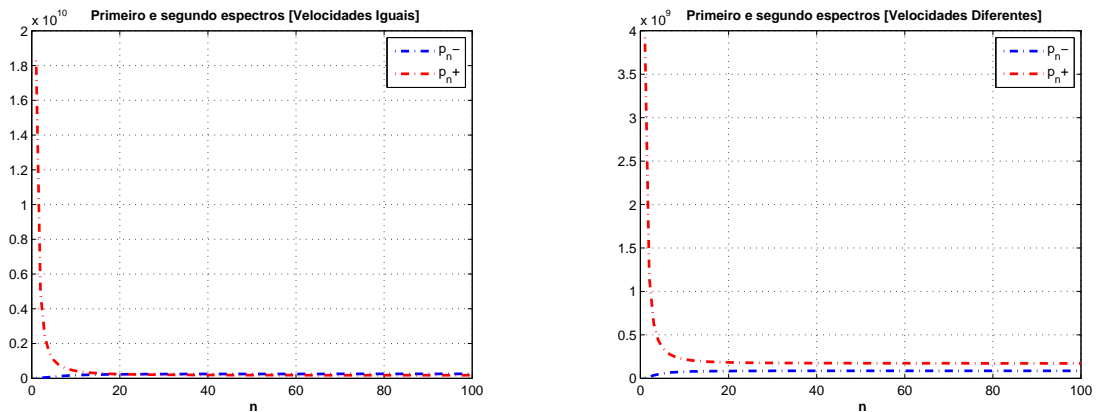 Primeiro e segundo espectros [Velocidades Iguais]
x 10^10
2
1.8
1.6
1.4
1.2
1
0.8
0.6
0.4
0.2
0
0 20 40 60 80 100
n
p_n−
p_n+
Primeiro e segundo espectros [Velocidades Diferentes]
x 10^9
4
3.5
3
2.5
2
1.5
1
0.5
0
0 20 40 60 80 100
n
p_n−
p_n+